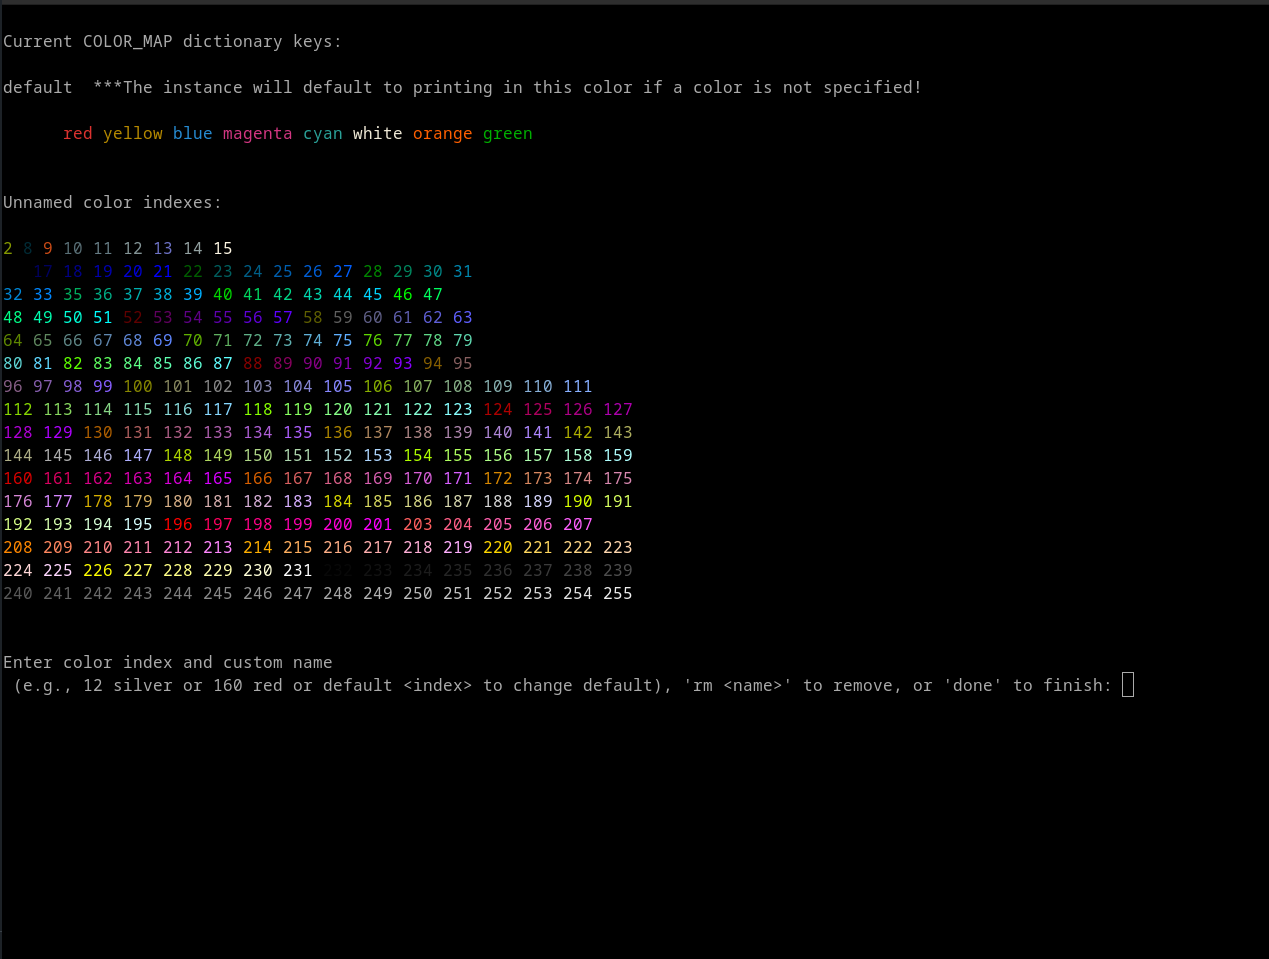 Current COLOR_MAP dictionary keys:
default  ***The instance will default to printing in this color if a color is not specified!
red yellow blue magenta cyan white orange green
Unnamed color indexes:
2 8 9 10 11 12 13 14 15
17 18 19 20 21 22 23 24 25 26 27 28 29 30 31
32 33 35 36 37 38 39 40 41 42 43 44 45 46 47
48 49 50 51 52 53 54 55 56 57 58 59 60 61 62 63
64 65 66 67 68 69 70 71 72 73 74 75 76 77 78 79
80 81 82 83 84 85 86 87 88 89 90 91 92 93 94 95
96 97 98 99 100 101 102 103 104 105 106 107 108 109 110 111
112 113 114 115 116 117 118 119 120 121 122 123 124 125 126 127
128 129 130 131 132 133 134 135 136 137 138 139 140 141 142 143
144 145 146 147 148 149 150 151 152 153 154 155 156 157 158 159
160 161 162 163 164 165 166 167 168 169 170 171 172 173 174 175
176 177 178 179 180 181 182 183 184 185 186 187 188 189 190 191
192 193 194 195 196 197 198 199 200 201 203 204 205 206 207
208 209 210 211 212 213 214 215 216 217 218 219 220 221 222 223
224 225 226 227 228 229 230 231 232 233 234 235 236 237 238 239
240 241 242 243 244 245 246 247 248 249 250 251 252 253 254 255
Enter color index and custom name
(e.g., 12 silver or 160 red or default <index> to change default), 'rm <name>' to remove, or 'done' to finish: